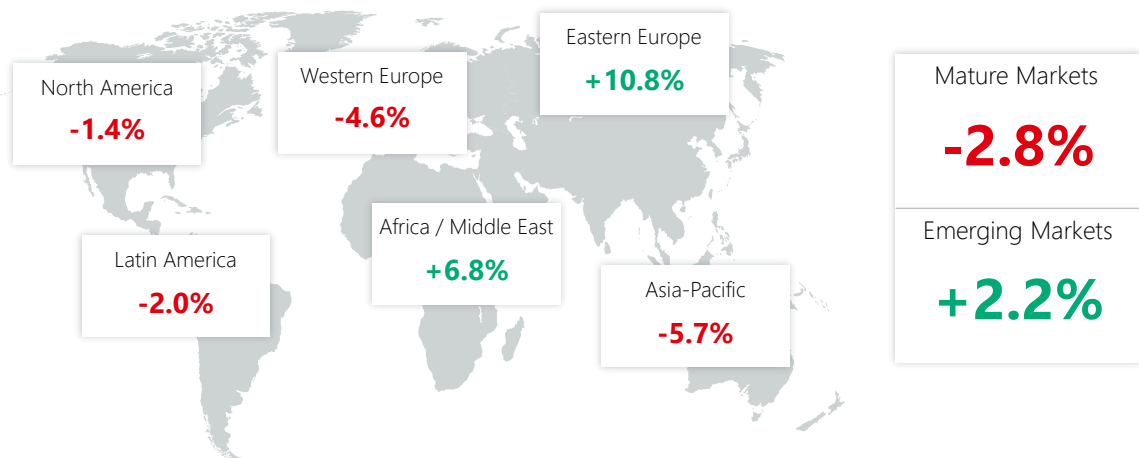 North America
-1.4%
Western Europe
-4.6%
Eastern Europe
+10.8%
Latin America
-2.0%
Africa / Middle East
+6.8%
Asia-Pacific
-5.7%
Mature Markets
-2.8%
Emerging Markets
+2.2%